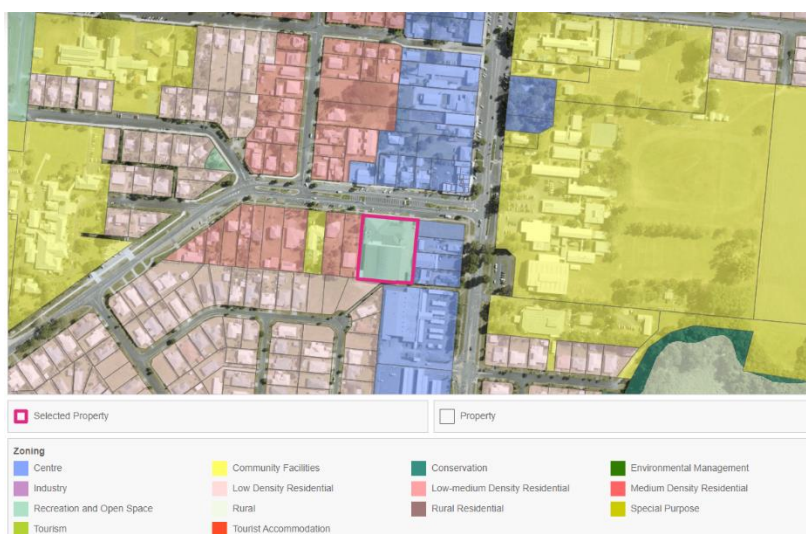 Selected Property
Property
Zoning
Centre
Community Facilities
Conservation
Environmental Management
Industry
Low Density Residential
Low-medium Density Residential
Medium Density Residential
Recreation and Open Space
Rural
Rural Residential
Special Purpose
Tourism
Tourist Accommodation